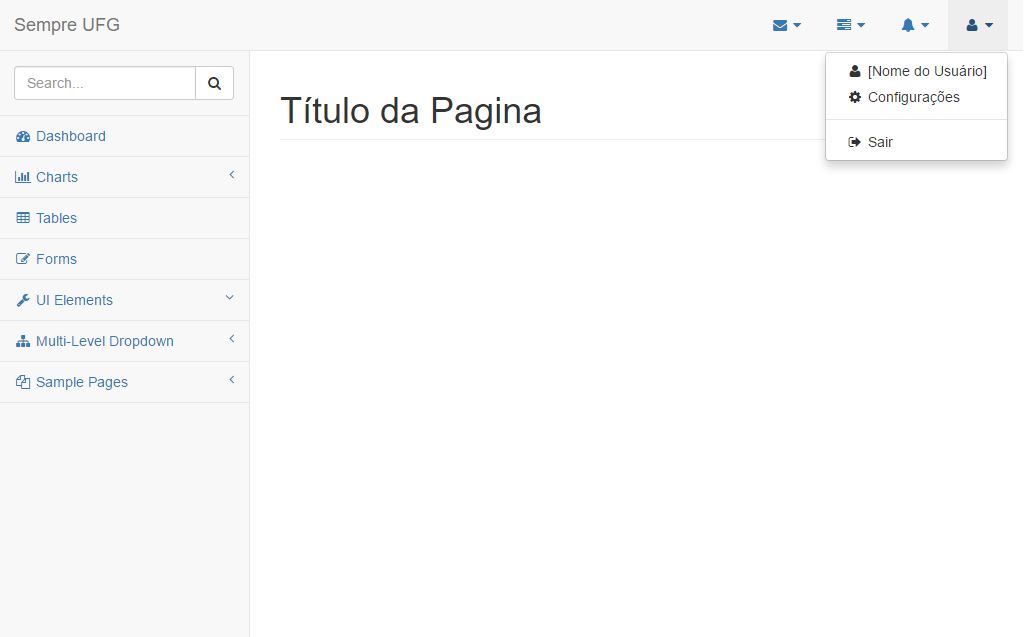 Sempre UFG
[Nome do Usuário]
Configurações
Sair
Search...
Dashboard
Charts
Tables
Forms
UI Elements
Multi-Level Dropdown
Sample Pages
Título da Pagina